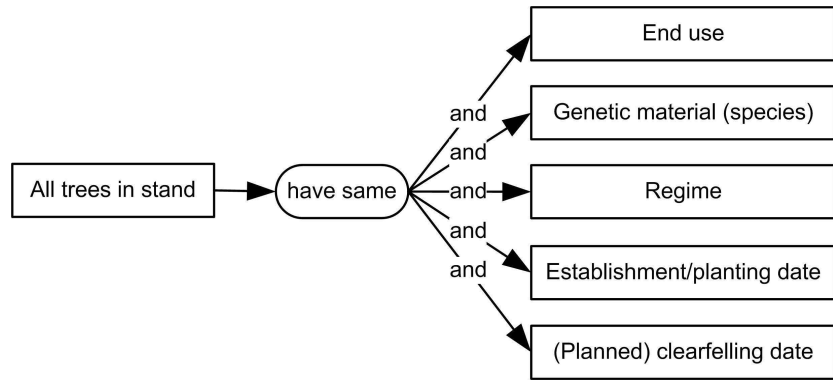 All trees in stand
have same
and
End use
and
Genetic material (species)
and
Regime
and
Establishment/planting date
and
(Planned) clearfelling date